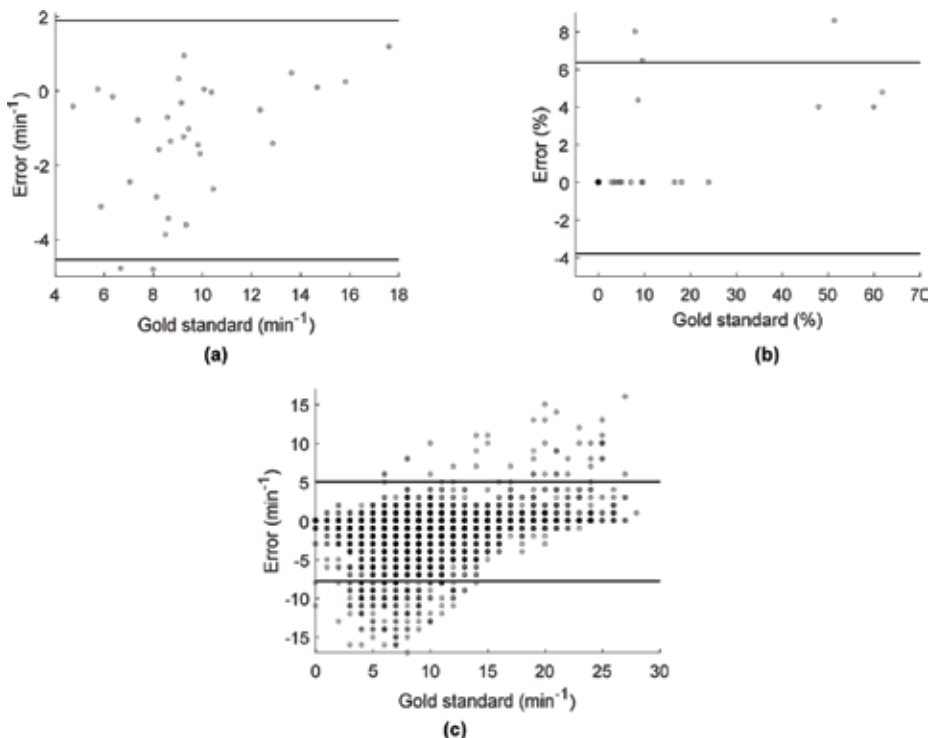 2
0
-2
-4
Error (min⁻¹)
4 6 8 10 12 14 16 18
Gold standard (min⁻¹)
(a)
8
6
4
2
0
-2
-4
Error (%)
0 10 20 30 40 50 60 70
Gold standard (%)
(b)
15
10
5
0
-5
-10
-15
Error (min⁻¹)
0 5 10 15 20 25 30
Gold standard (min⁻¹)
(c)